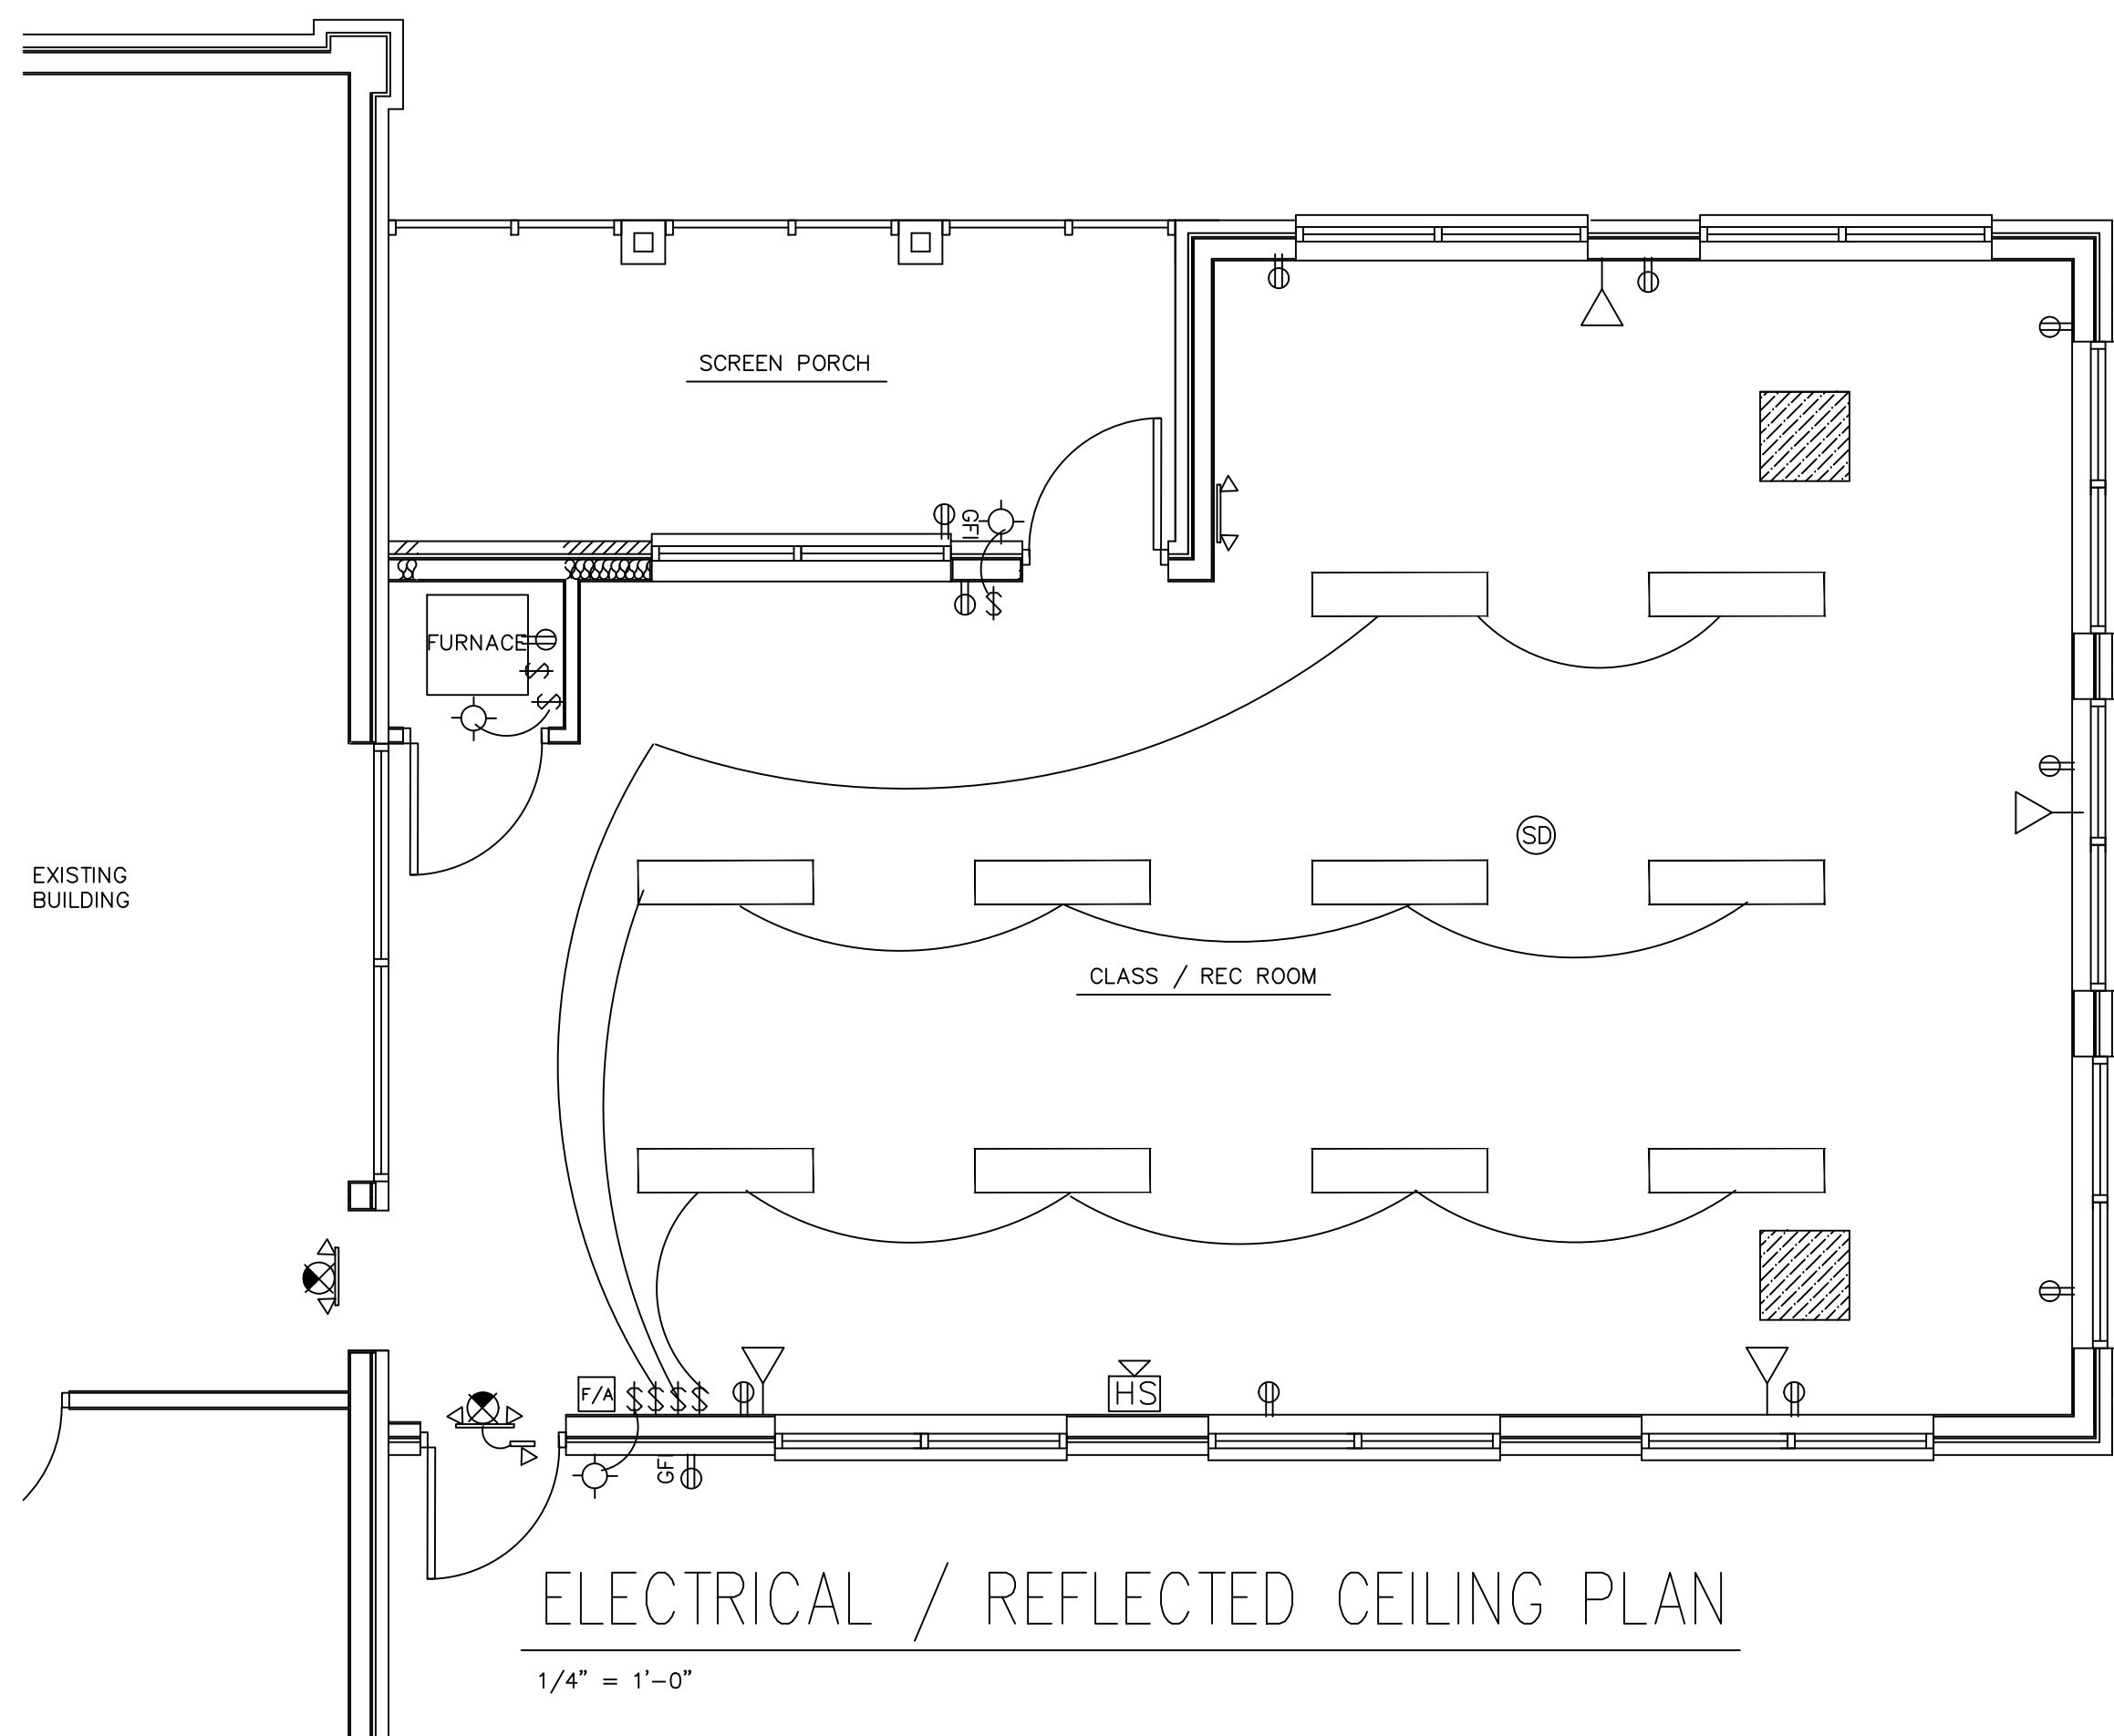 SCREEN PORCH
GFI
FURNACE
$
$
$
SD
EXISTING
BUILDING
CLASS / REC ROOM
F/A
$ $ $ $
HS
GFI
ELECTRICAL / REFLECTED CEILING PLAN
1/4" = 1'-0"